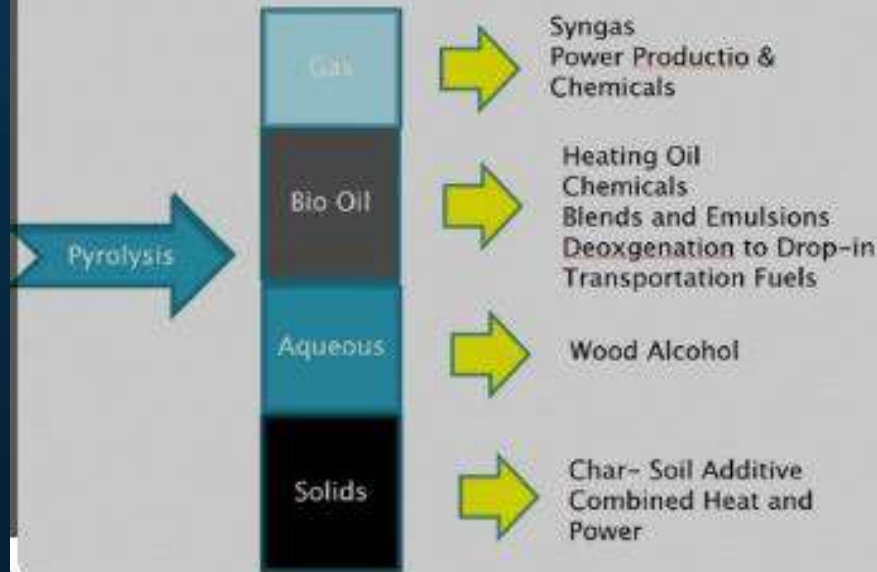 Pyrolysis
Gas
Syngas
Power Productio &
Chemicals
Bio Oil
Heating Oil
Chemicals
Blends and Emulsions
Deoxgenation to Drop-in
Transportation Fuels
Aqueous
Wood Alcohol
Solids
Char- Soil Additive
Combined Heat and
Power